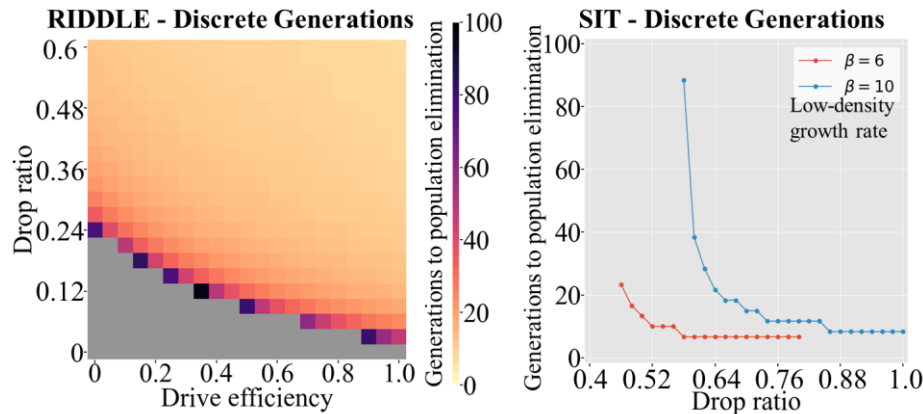 RIDDLE - Discrete Generations
Drop ratio
0.6
0.48
0.36
0.24
0.12
0
0 0.2 0.4 0.6 0.8 1.0
Drive efficiency
100
80
60
40
20
0
Generations to population elimination
SIT - Discrete Generations
Generations to population elimination
100
80
60
40
20
0
β = 6
β = 10
Low-density
growth rate
0.4 0.52 0.64 0.76 0.88 1.0
Drop ratio